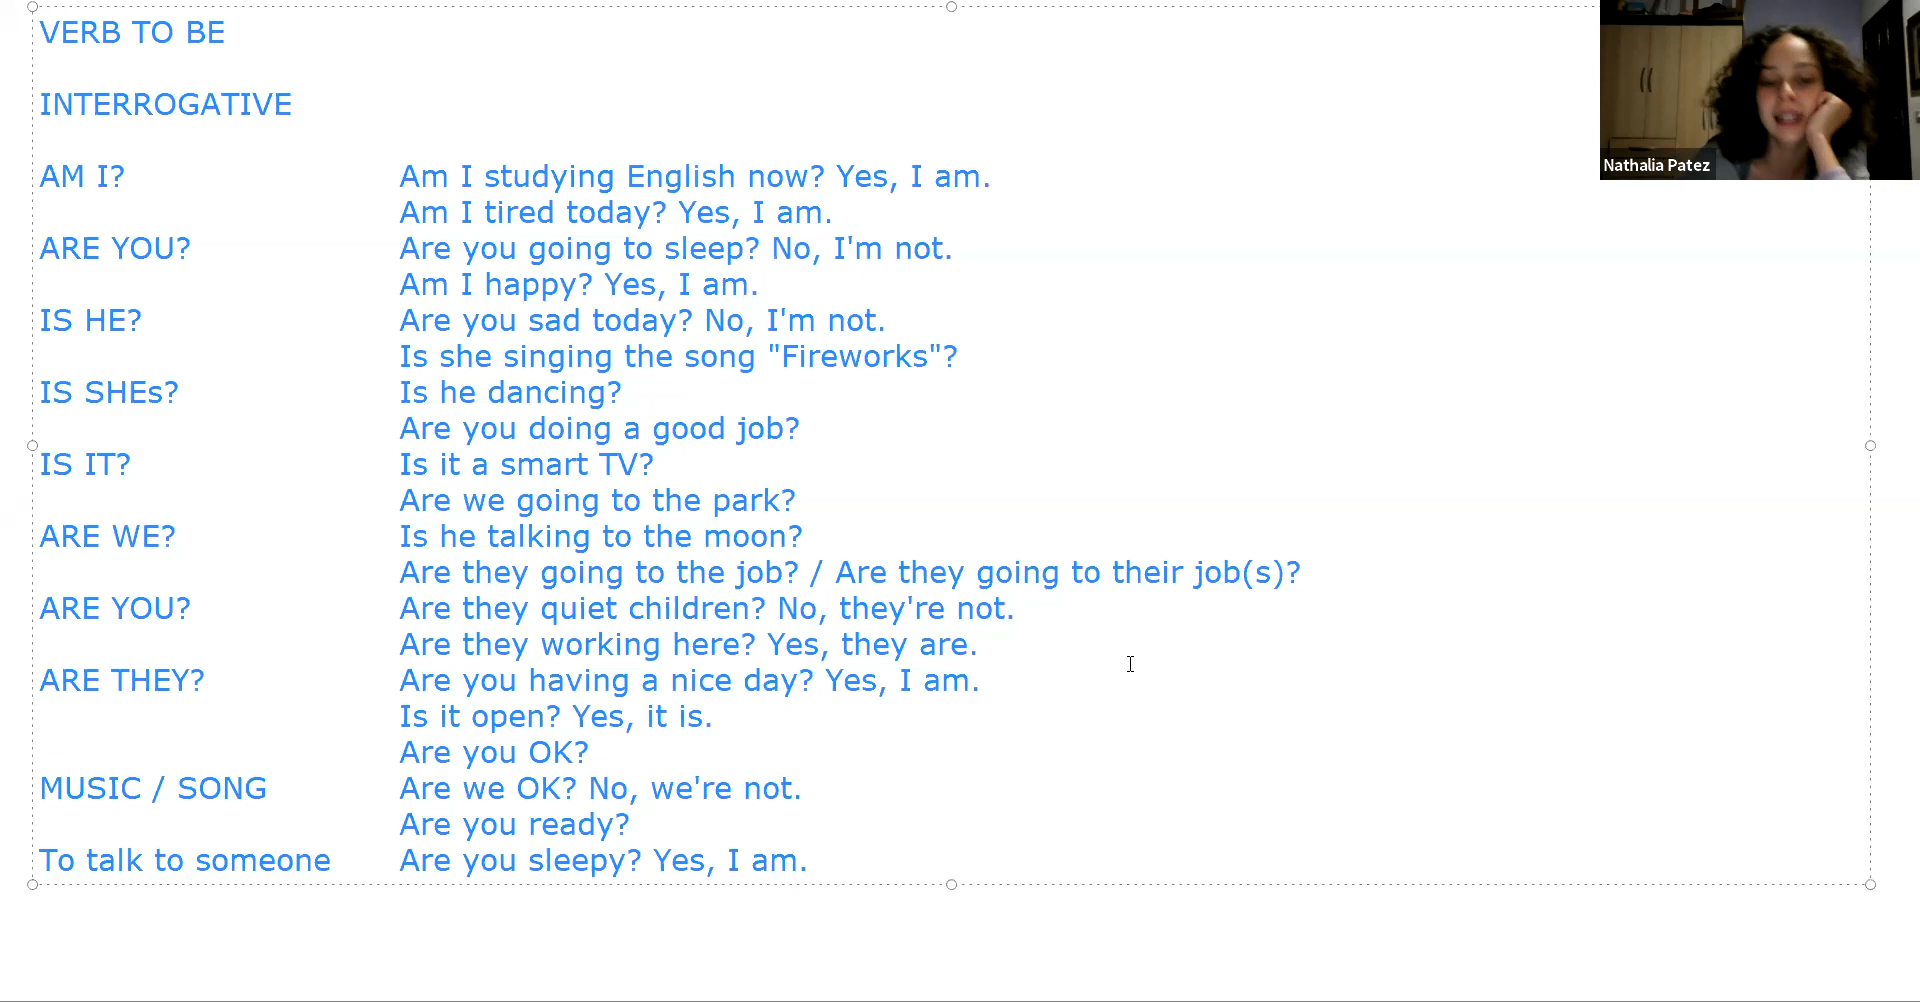 VERB TO BE
INTERROGATIVE
AM I? Am I studying English now? Yes, I am.
Am I tired today? Yes, I am.
ARE YOU? Are you going to sleep? No, I'm not.
Am I happy? Yes, I am.
IS HE? Are you sad today? No, I'm not.
Is she singing the song "Fireworks"?
IS SHEs? Is he dancing?
Are you doing a good job?
IS IT? Is it a smart TV?
Are we going to the park?
ARE WE? Is he talking to the moon?
Are they going to the job? / Are they going to their job(s)?
ARE YOU? Are they quiet children? No, they're not.
Are they working here? Yes, they are.
ARE THEY? Are you having a nice day? Yes, I am.
Is it open? Yes, it is.
Are you OK?
MUSIC / SONG Are we OK? No, we're not.
Are you ready?
To talk to someone Are you sleepy? Yes, I am.
Nathalia Patez